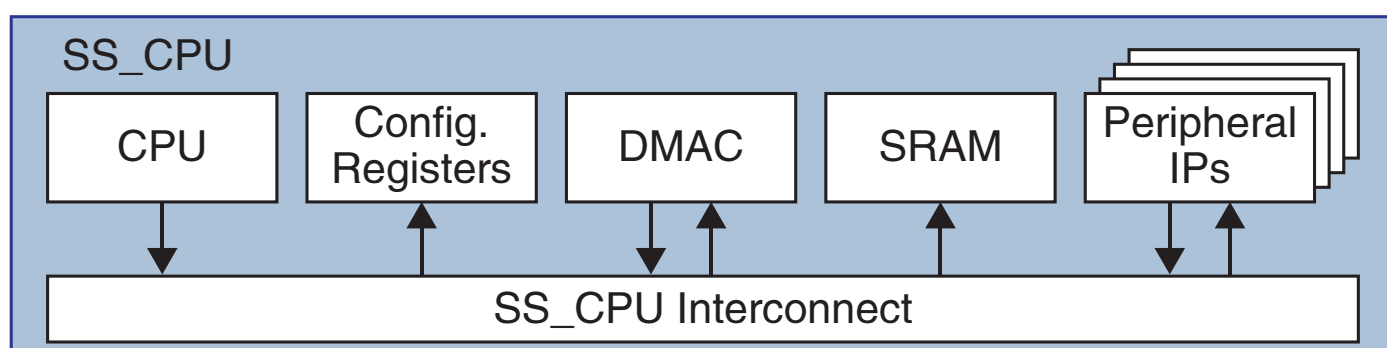 SS_CPU
CPU
Config.
Registers
DMAC
SRAM
Peripheral
IPs
SS_CPU Interconnect